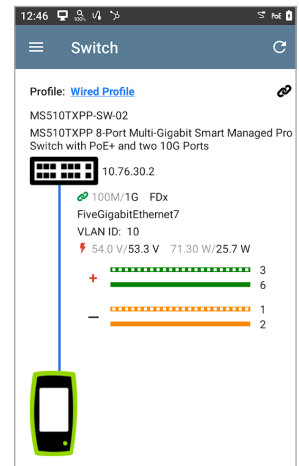 12:46 100% PoE
Switch
Profile: Wired Profile
MS510TXPP-SW-02
MS510TXPP 8-Port Multi-Gigabit Smart Managed Pro
Switch with PoE+ and two 10G Ports
10.76.30.2
100M/1G FDx
FiveGigabitEthernet7
VLAN ID: 10
54.0 V/53.3 V 71.30 W/25.7 W
+ 3
6
– 1
2